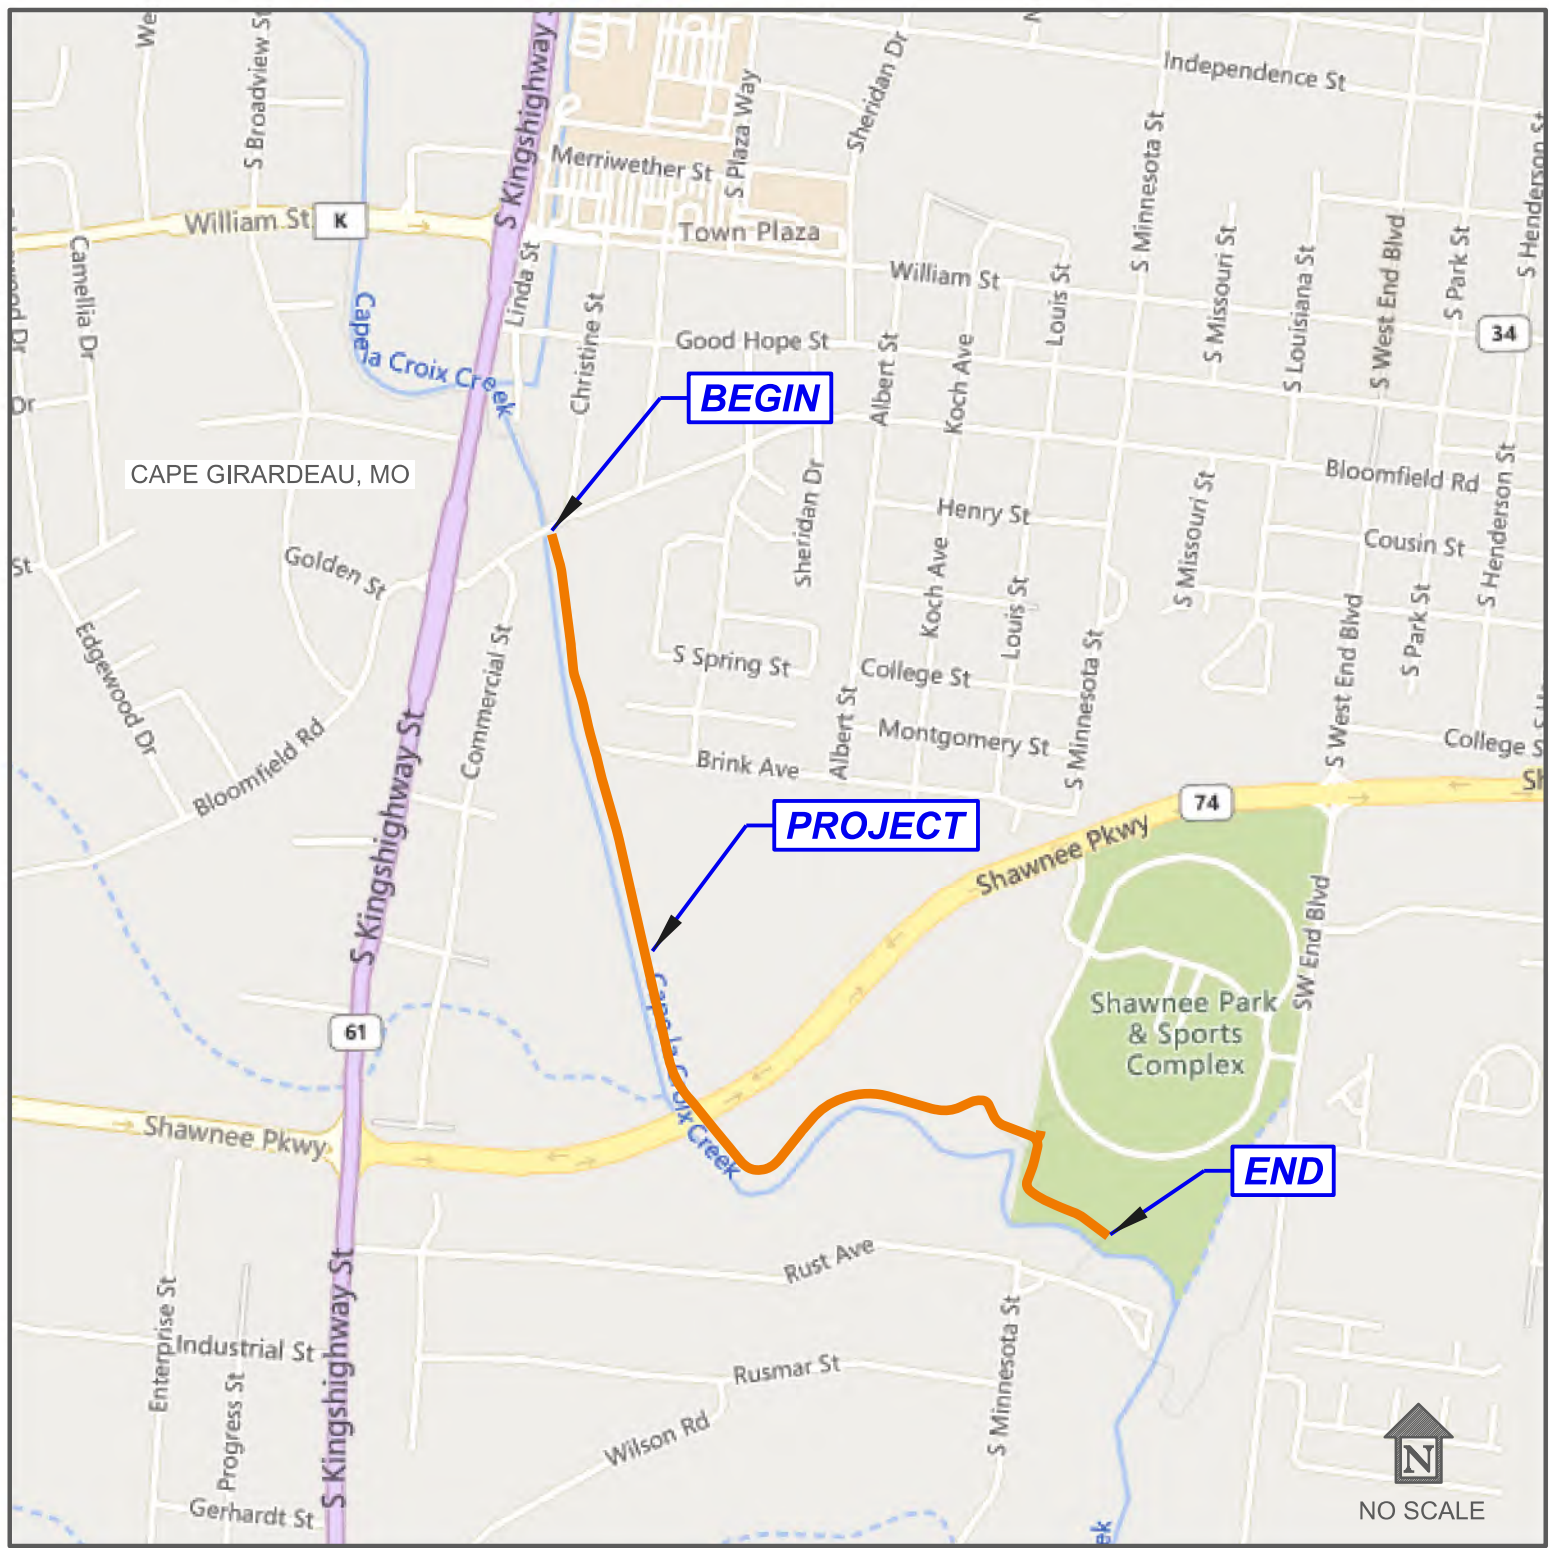 We
S Broadview St
S Kingshighway S
S Plaza Way
Sheridan Dr
Independence St
Merriwether St
S Minnesota St
S Henderson St
William St
K
Town Plaza
Camellia Dr
Linda St
William St
Louis St
S Missouri St
S Louisiana St
S West End Blvd
S Park St
34
Cape la Croix Creek
Christine St
Good Hope St
Albert St
Koch Ave
BEGIN
Dr
CAPE GIRARDEAU, MO
Sheridan Dr
Bloomfield Rd
Henry St
S Missouri St
Cousin St
S Henderson St
St
Golden St
Koch Ave
Louis St
S Park St
Edgewood Dr
Commercial St
S Spring St
College St
S Minnesota St
S West End Blvd
Albert St
Montgomery St
College S
Bloomfield Rd
Brink Ave
S Kingshighway St
74
Sh
PROJECT
Shawnee Pkwy
SW End Blvd
Cape la Croix Creek
Shawnee Park
& Sports
Complex
61
Shawnee Pkwy
END
Rust Ave
Enterprise St
Industrial St
Progress St
S Kingshighway St
S Minnesota St
Rusmar St
Wilson Rd
Gerhardt St
ek
N
NO SCALE